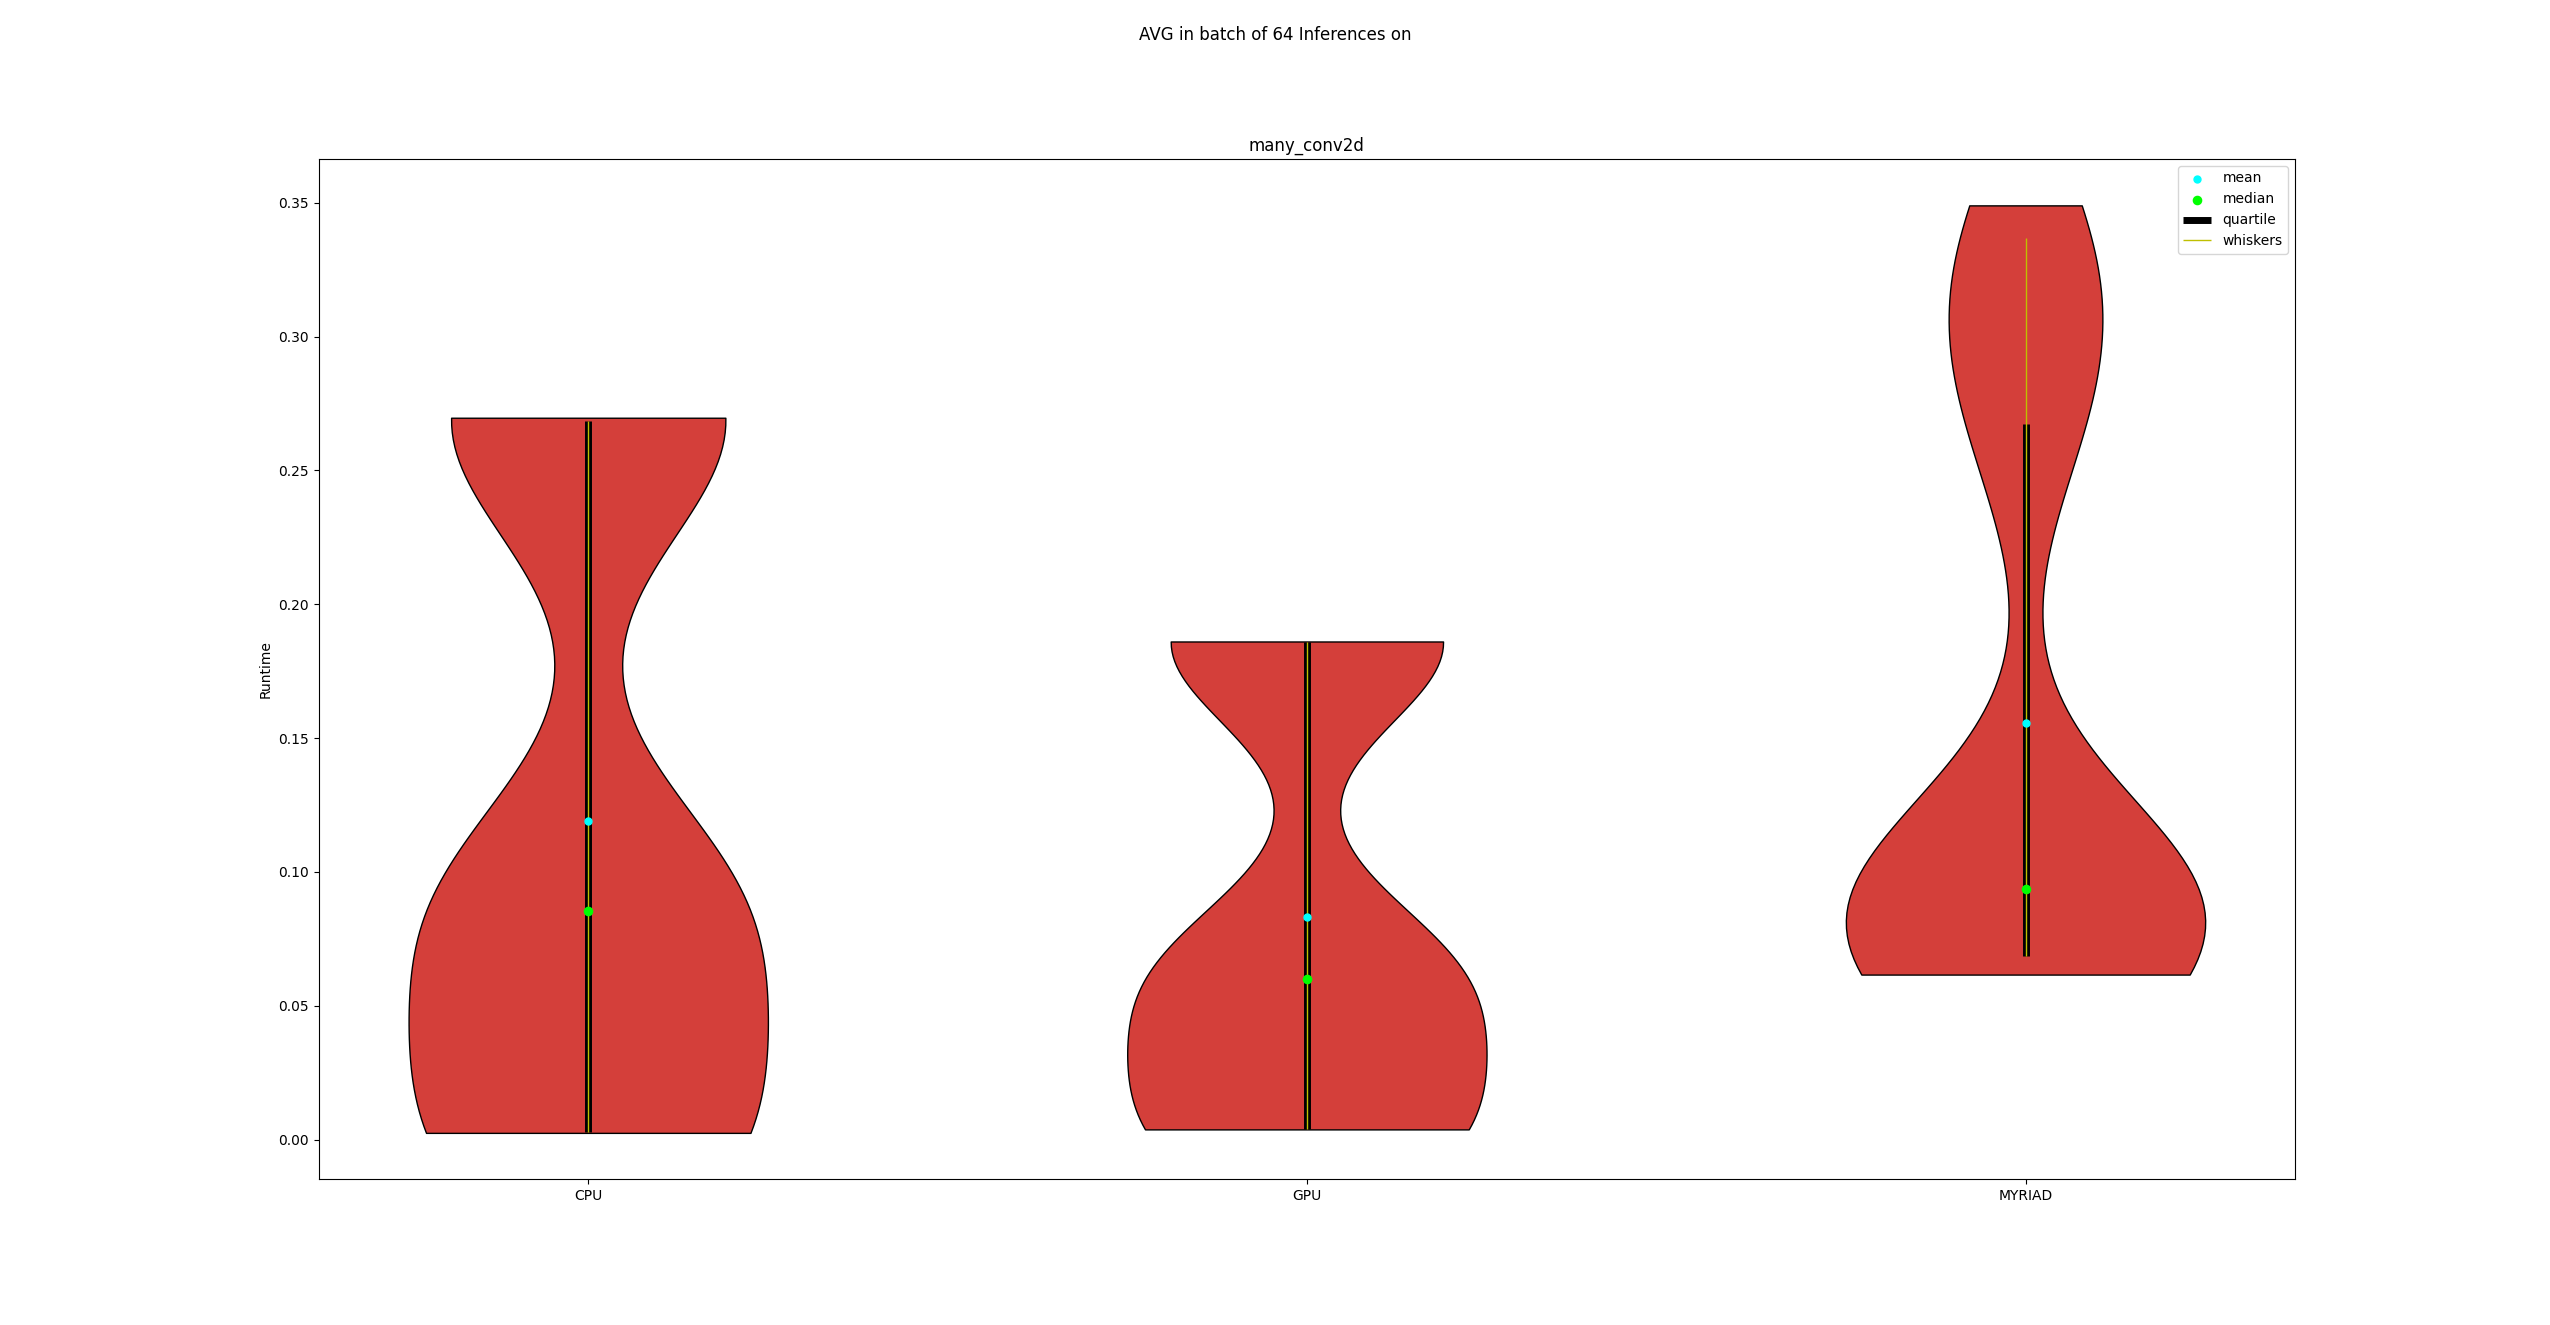 AVG in batch of 64 Inferences on
many_conv2d
mean
median
quartile
whiskers
0.35
0.30
0.25
0.20
0.15
0.10
0.05
0.00
Runtime
CPU
GPU
MYRIAD